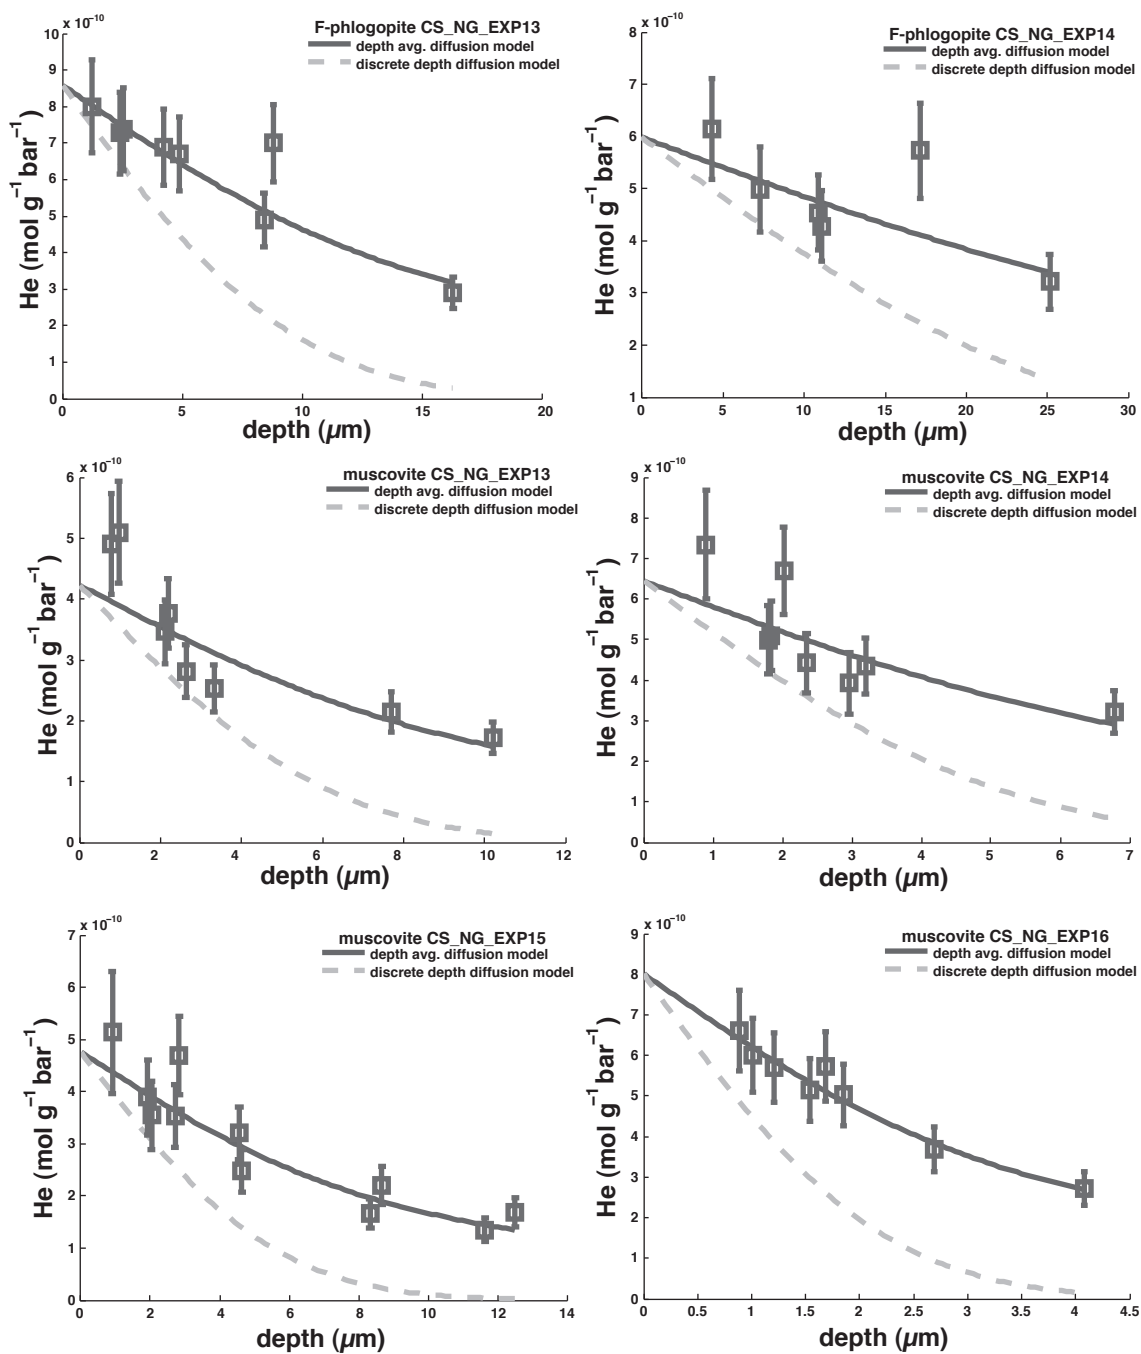 x 10⁻¹⁰
F-phlogopite CS_NG_EXP13
depth avg. diffusion model
discrete depth diffusion model
10
9
8
7
6
5
4
3
2
1
0
He (mol g⁻¹ bar⁻¹)
0 5 10 15 20
depth (µm)
x 10⁻¹⁰
F-phlogopite CS_NG_EXP14
depth avg. diffusion model
discrete depth diffusion model
8
7
6
5
4
3
2
1
He (mol g⁻¹ bar⁻¹)
0 5 10 15 20 25 30
depth (µm)
x 10⁻¹⁰
muscovite CS_NG_EXP13
depth avg. diffusion model
discrete depth diffusion model
6
5
4
3
2
1
0
He (mol g⁻¹ bar⁻¹)
0 2 4 6 8 10 12
depth (µm)
x 10⁻¹⁰
muscovite CS_NG_EXP14
depth avg. diffusion model
discrete depth diffusion model
9
8
7
6
5
4
3
2
1
0
He (mol g⁻¹ bar⁻¹)
0 1 2 3 4 5 6 7
depth (µm)
x 10⁻¹⁰
muscovite CS_NG_EXP15
depth avg. diffusion model
discrete depth diffusion model
7
6
5
4
3
2
1
0
He (mol g⁻¹ bar⁻¹)
0 2 4 6 8 10 12 14
depth (µm)
x 10⁻¹⁰
muscovite CS_NG_EXP16
depth avg. diffusion model
discrete depth diffusion model
9
8
7
6
5
4
3
2
1
0
He (mol g⁻¹ bar⁻¹)
0 0.5 1 1.5 2 2.5 3 3.5 4 4.5
depth (µm)